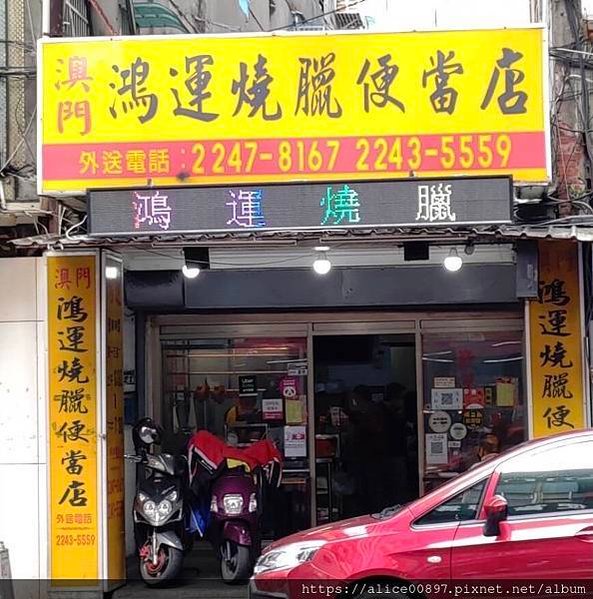 澳門
鴻運燒臘便當店
外送電話：2247-8167 2243-5559
鴻運燒臘
澳門
鴻運燒臘便當店
外送電話
2243-5559
澳門
鴻運燒臘便
https://alice00897.pixnet.net/album